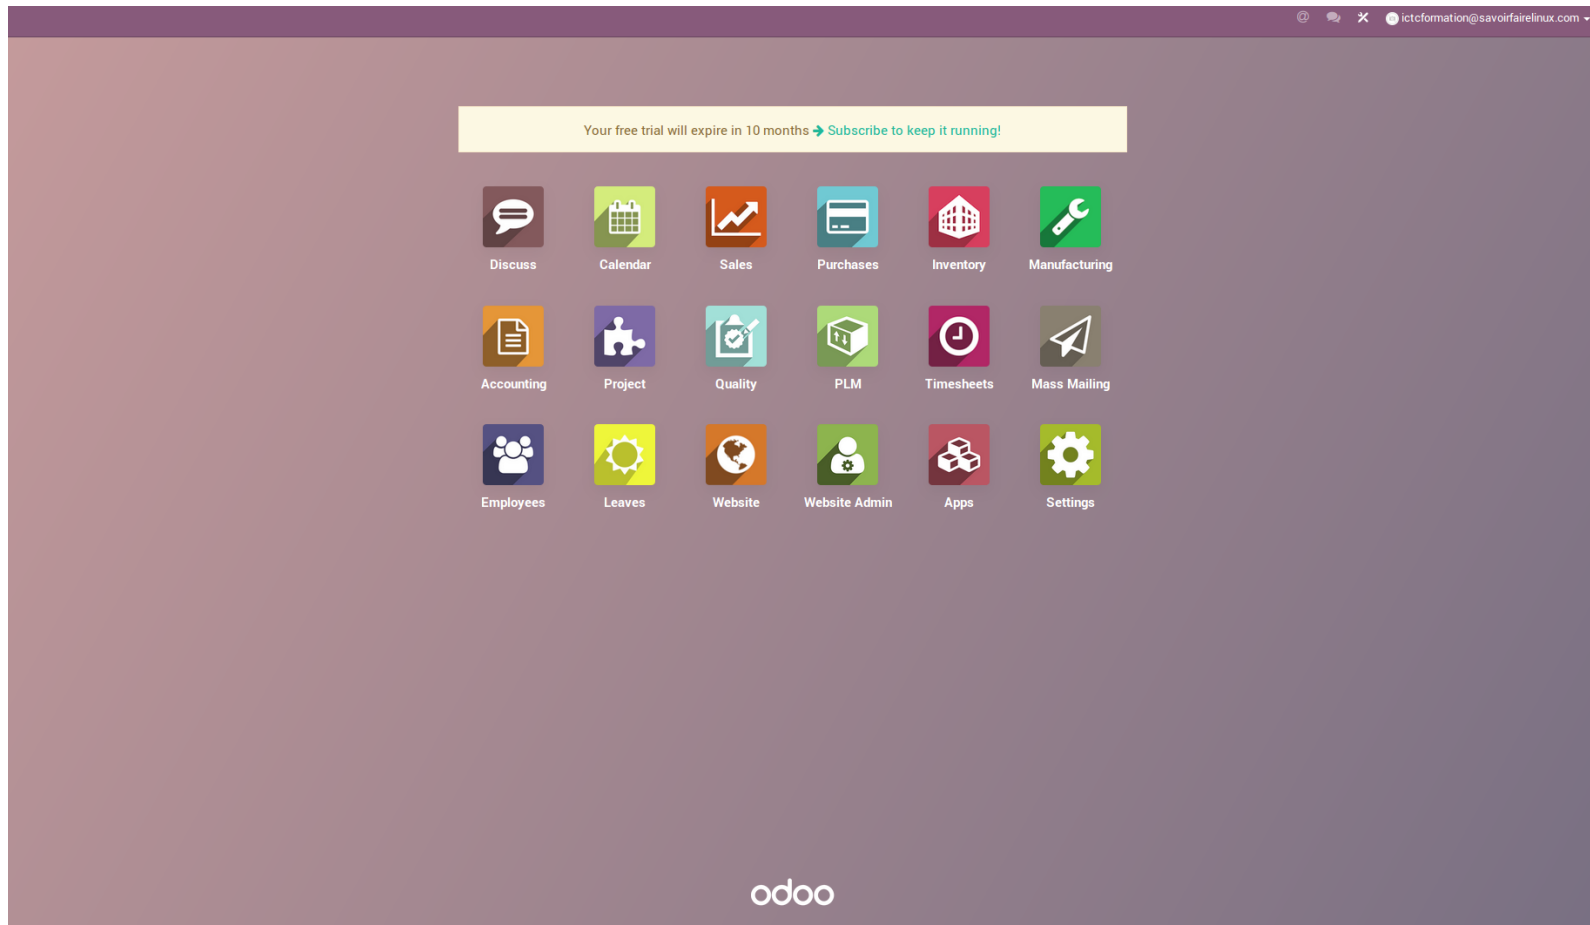 @ ictcformation@savoirfairelinux.com
Your free trial will expire in 10 months → Subscribe to keep it running!
Discuss Calendar Sales Purchases Inventory Manufacturing
Accounting Project Quality PLM Timesheets Mass Mailing
Employees Leaves Website Website Admin Apps Settings
odoo